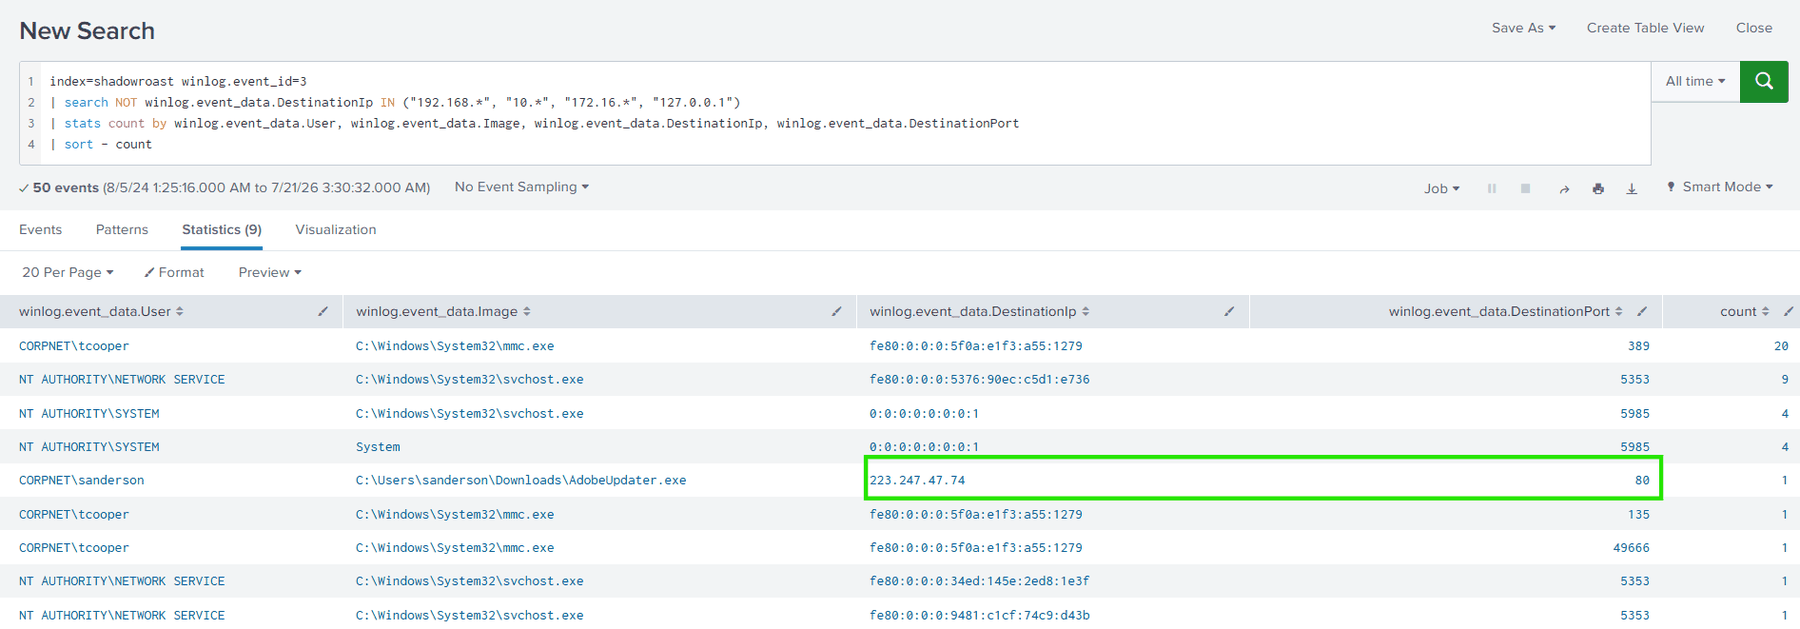 New Search
Save As Create Table View Close
1 index=shadowroast winlog.event_id=3
2 | search NOT winlog.event_data.DestinationIp IN ("192.168.*", "10.*", "172.16.*", "127.0.0.1")
3 | stats count by winlog.event_data.User, winlog.event_data.Image, winlog.event_data.DestinationIp, winlog.event_data.DestinationPort
4 | sort - count
All time
50 events (8/5/24 1:25:16.000 AM to 7/21/26 3:30:32.000 AM) No Event Sampling
Job Smart Mode
Events Patterns Statistics (9) Visualization
20 Per Page Format Preview
winlog.event_data.User winlog.event_data.Image winlog.event_data.DestinationIp winlog.event_data.DestinationPort count
CORPNET\tcooper C:\Windows\System32\mmc.exe fe80:0:0:0:5f0a:e1f3:a55:1279 389 20
NT AUTHORITY\NETWORK SERVICE C:\Windows\System32\svchost.exe fe80:0:0:0:5376:90ec:c5d1:e736 5353 9
NT AUTHORITY\SYSTEM C:\Windows\System32\svchost.exe 0:0:0:0:0:0:0:1 5985 4
NT AUTHORITY\SYSTEM System 0:0:0:0:0:0:0:1 5985 4
CORPNET\sanderson C:\Users\sanderson\Downloads\AdobeUpdater.exe 223.247.47.74 80 1
CORPNET\tcooper C:\Windows\System32\mmc.exe fe80:0:0:0:5f0a:e1f3:a55:1279 135 1
CORPNET\tcooper C:\Windows\System32\mmc.exe fe80:0:0:0:5f0a:e1f3:a55:1279 49666 1
NT AUTHORITY\NETWORK SERVICE C:\Windows\System32\svchost.exe fe80:0:0:0:34ed:145e:2ed8:1e3f 5353 1
NT AUTHORITY\NETWORK SERVICE C:\Windows\System32\svchost.exe fe80:0:0:0:9481:c1cf:74c9:d43b 5353 1